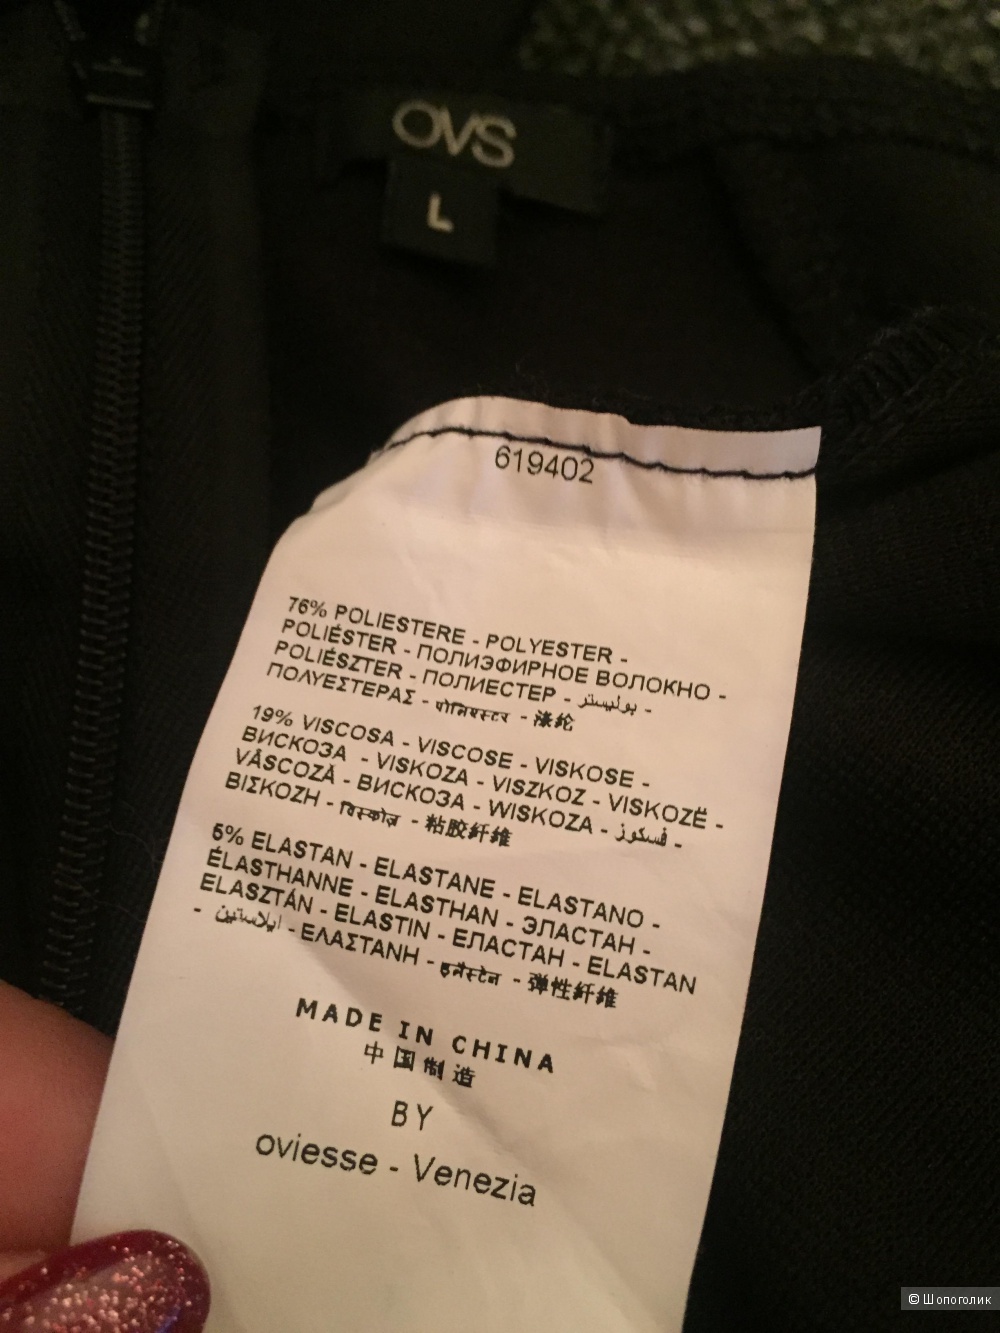 OVS
L
619402
76% POLIESTERE - POLYESTER -
POLIÉSTER - ПОЛИЭФИРНОЕ ВОЛОКНО -
POLIÉSZTER - ПОЛИЕСТЕР - بوليستر -
ΠΟΛΥΕΣΤΕΡΑΣ - पोलियस्टर - 涤纶
19% VISCOSA - VISCOSE - VISKOSE -
ВИСКОЗА - VISKOZA - VISZKOZ - VISKOZË -
VÂSCOZĂ - ВИСКОЗА - WISKOZA - فسكوز -
ΒΙΣΚΟΖΗ - विस्कोज़ - 粘胶纤维
5% ELASTAN - ELASTANE - ELASTANO -
ÉLASTHANNE - ELASTHAN - ЭЛАСТАН -
ELASZTÁN - ELASTIN - ЕЛАСТАН - ELASTAN
- ايلاستين - ΕΛΑΣΤΑΝΗ - इलैस्टेन - 弹性纤维
MADE IN CHINA
中国制造
BY
oviesse - Venezia
© Шопоголик